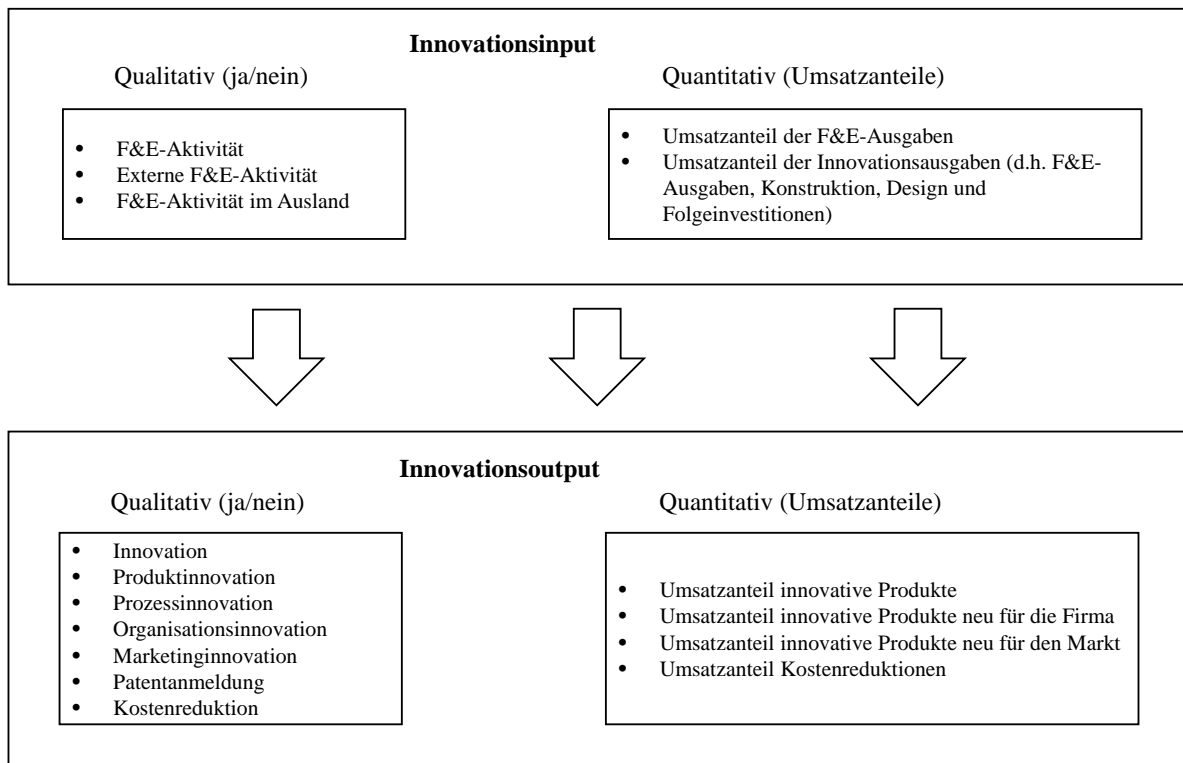 Innovationsinput
Qualitativ (ja/nein)
• F&E-Aktivität
• Externe F&E-Aktivität
• F&E-Aktivität im Ausland
Quantitativ (Umsatzanteile)
• Umsatzanteil der F&E-Ausgaben
• Umsatzanteil der Innovationsausgaben (d.h. F&E-
Ausgaben, Konstruktion, Design und
Folgeinvestitionen)
Innovationsoutput
Qualitativ (ja/nein)
• Innovation
• Produktinnovation
• Prozessinnovation
• Organisationsinnovation
• Marketinginnovation
• Patentanmeldung
• Kostenreduktion
Quantitativ (Umsatzanteile)
• Umsatzanteil innovative Produkte
• Umsatzanteil innovative Produkte neu für die Firma
• Umsatzanteil innovative Produkte neu für den Markt
• Umsatzanteil Kostenreduktionen